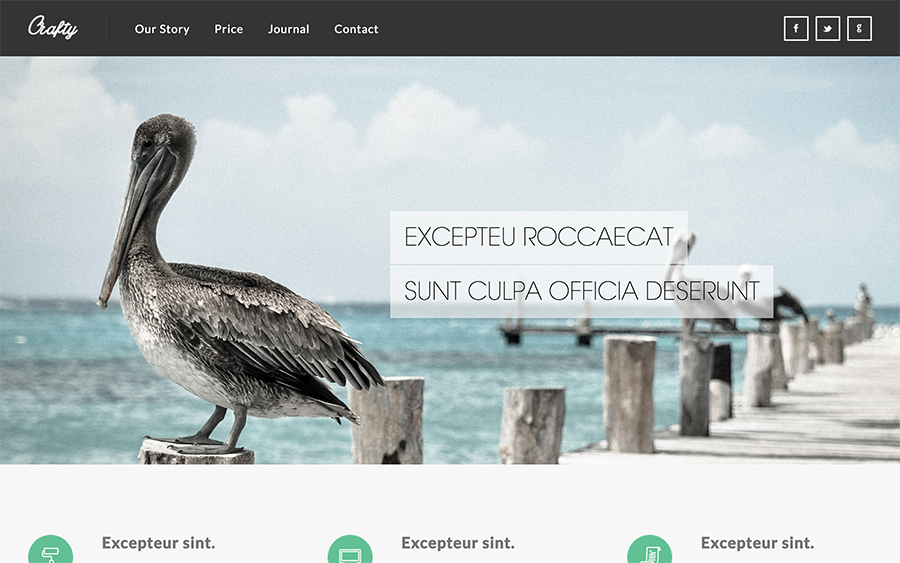 Crafty
Our Story Price Journal Contact
EXCEPTEU ROCCAECAT
SUNT CULPA OFFICIA DESERUNT
Excepteur sint. Excepteur sint. Excepteur sint.